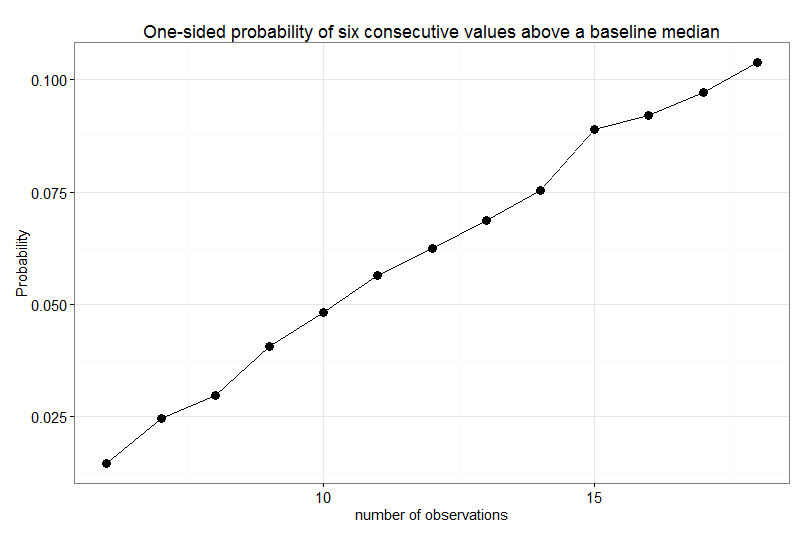 One-sided probability of six consecutive values above a baseline median
0.100
0.075
0.050
0.025
Probability
10
15
number of observations